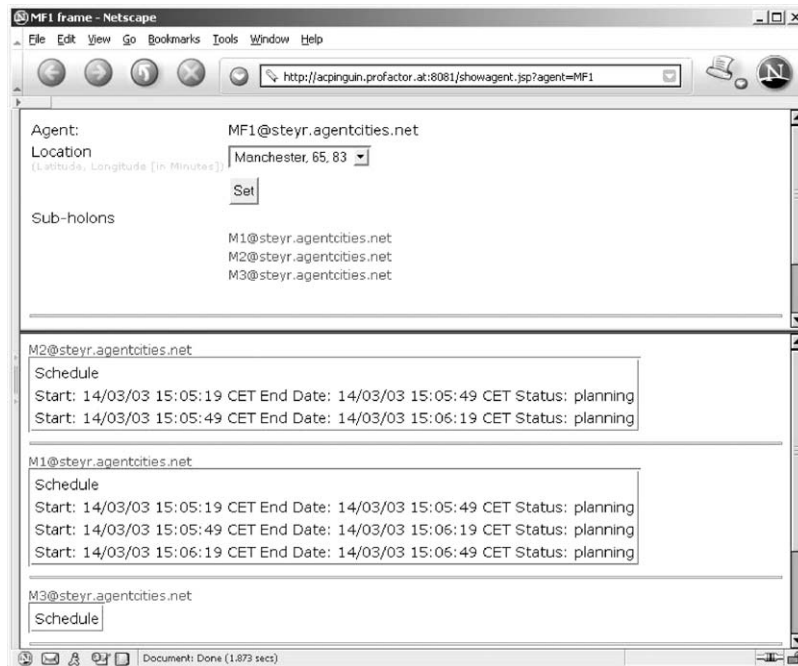 MF1 frame - Netscape
File Edit View Go Bookmarks Tools Window Help
http://acpinguin.profactor.at:8081/showagent.jsp?agent=MF1
N
Agent: MF1@steyr.agentcities.net
Location Manchester, 65, 83
(Latitude, Longitude [in Minutes])
Set
Sub-holons
M1@steyr.agentcities.net
M2@steyr.agentcities.net
M3@steyr.agentcities.net
M2@steyr.agentcities.net
Schedule
Start: 14/03/03 15:05:19 CET End Date: 14/03/03 15:05:49 CET Status: planning
Start: 14/03/03 15:05:49 CET End Date: 14/03/03 15:06:19 CET Status: planning
M1@steyr.agentcities.net
Schedule
Start: 14/03/03 15:05:19 CET End Date: 14/03/03 15:05:49 CET Status: planning
Start: 14/03/03 15:05:49 CET End Date: 14/03/03 15:06:19 CET Status: planning
Start: 14/03/03 15:06:19 CET End Date: 14/03/03 15:06:49 CET Status: planning
M3@steyr.agentcities.net
Schedule
Document: Done (1.873 secs)